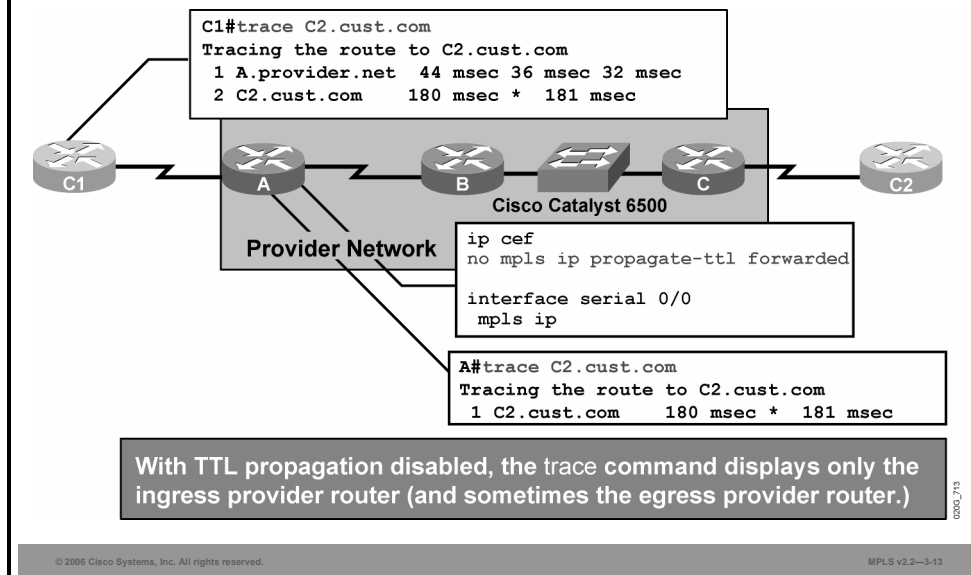 C1#trace C2.cust.com
Tracing the route to C2.cust.com
1 A.provider.net 44 msec 36 msec 32 msec
2 C2.cust.com 180 msec * 181 msec
C1
A
B
C
C2
Cisco Catalyst 6500
Provider Network
ip cef
no mpls ip propagate-ttl forwarded
interface serial 0/0
mpls ip
A#trace C2.cust.com
Tracing the route to C2.cust.com
1 C2.cust.com 180 msec * 181 msec
With TTL propagation disabled, the trace command displays only the
ingress provider router (and sometimes the egress provider router.)
020G_713
© 2006 Cisco Systems, Inc. All rights reserved.
MPLS v2.2—3-13